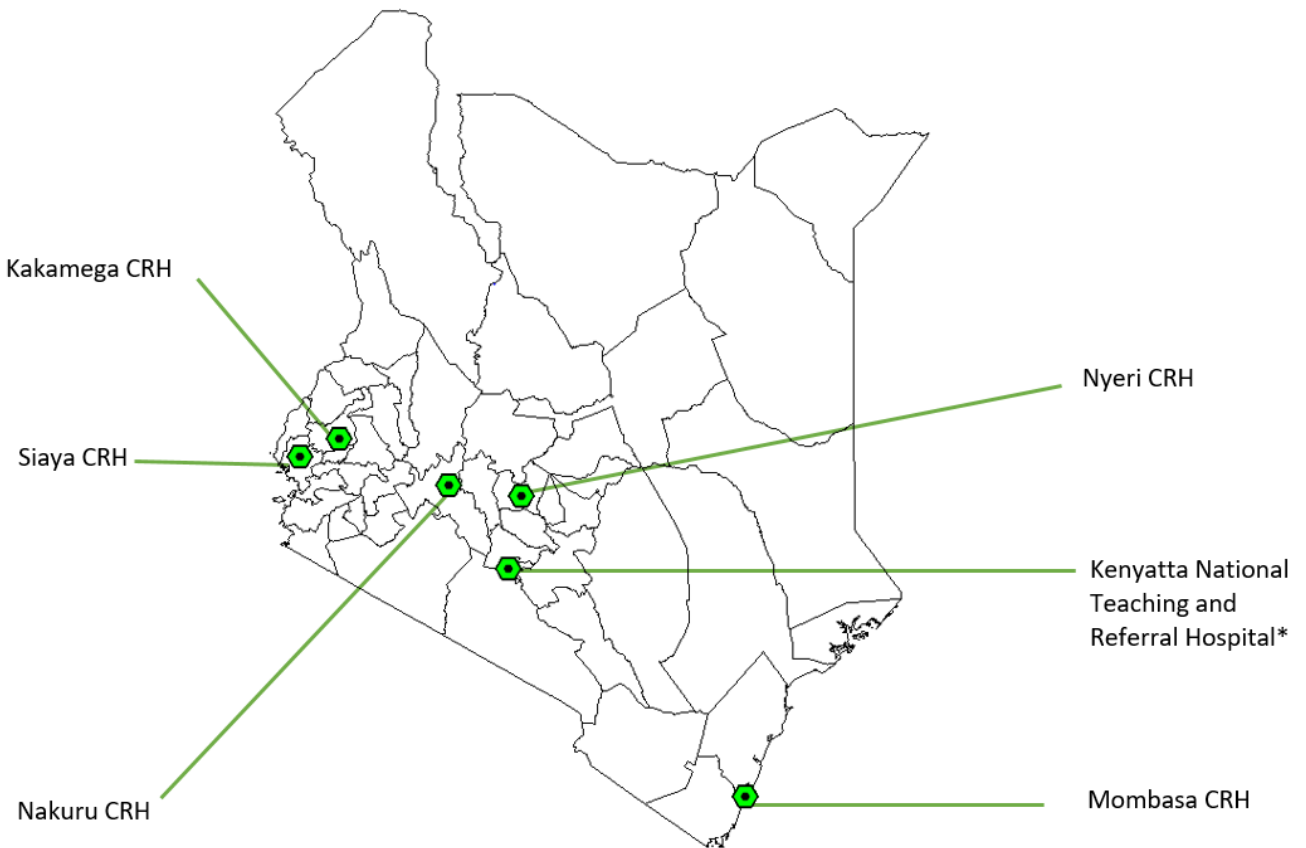 Kakamega CRH
Siaya CRH
Nakuru CRH
Nyeri CRH
Kenyatta National
Teaching and
Referral Hospital*
Mombasa CRH